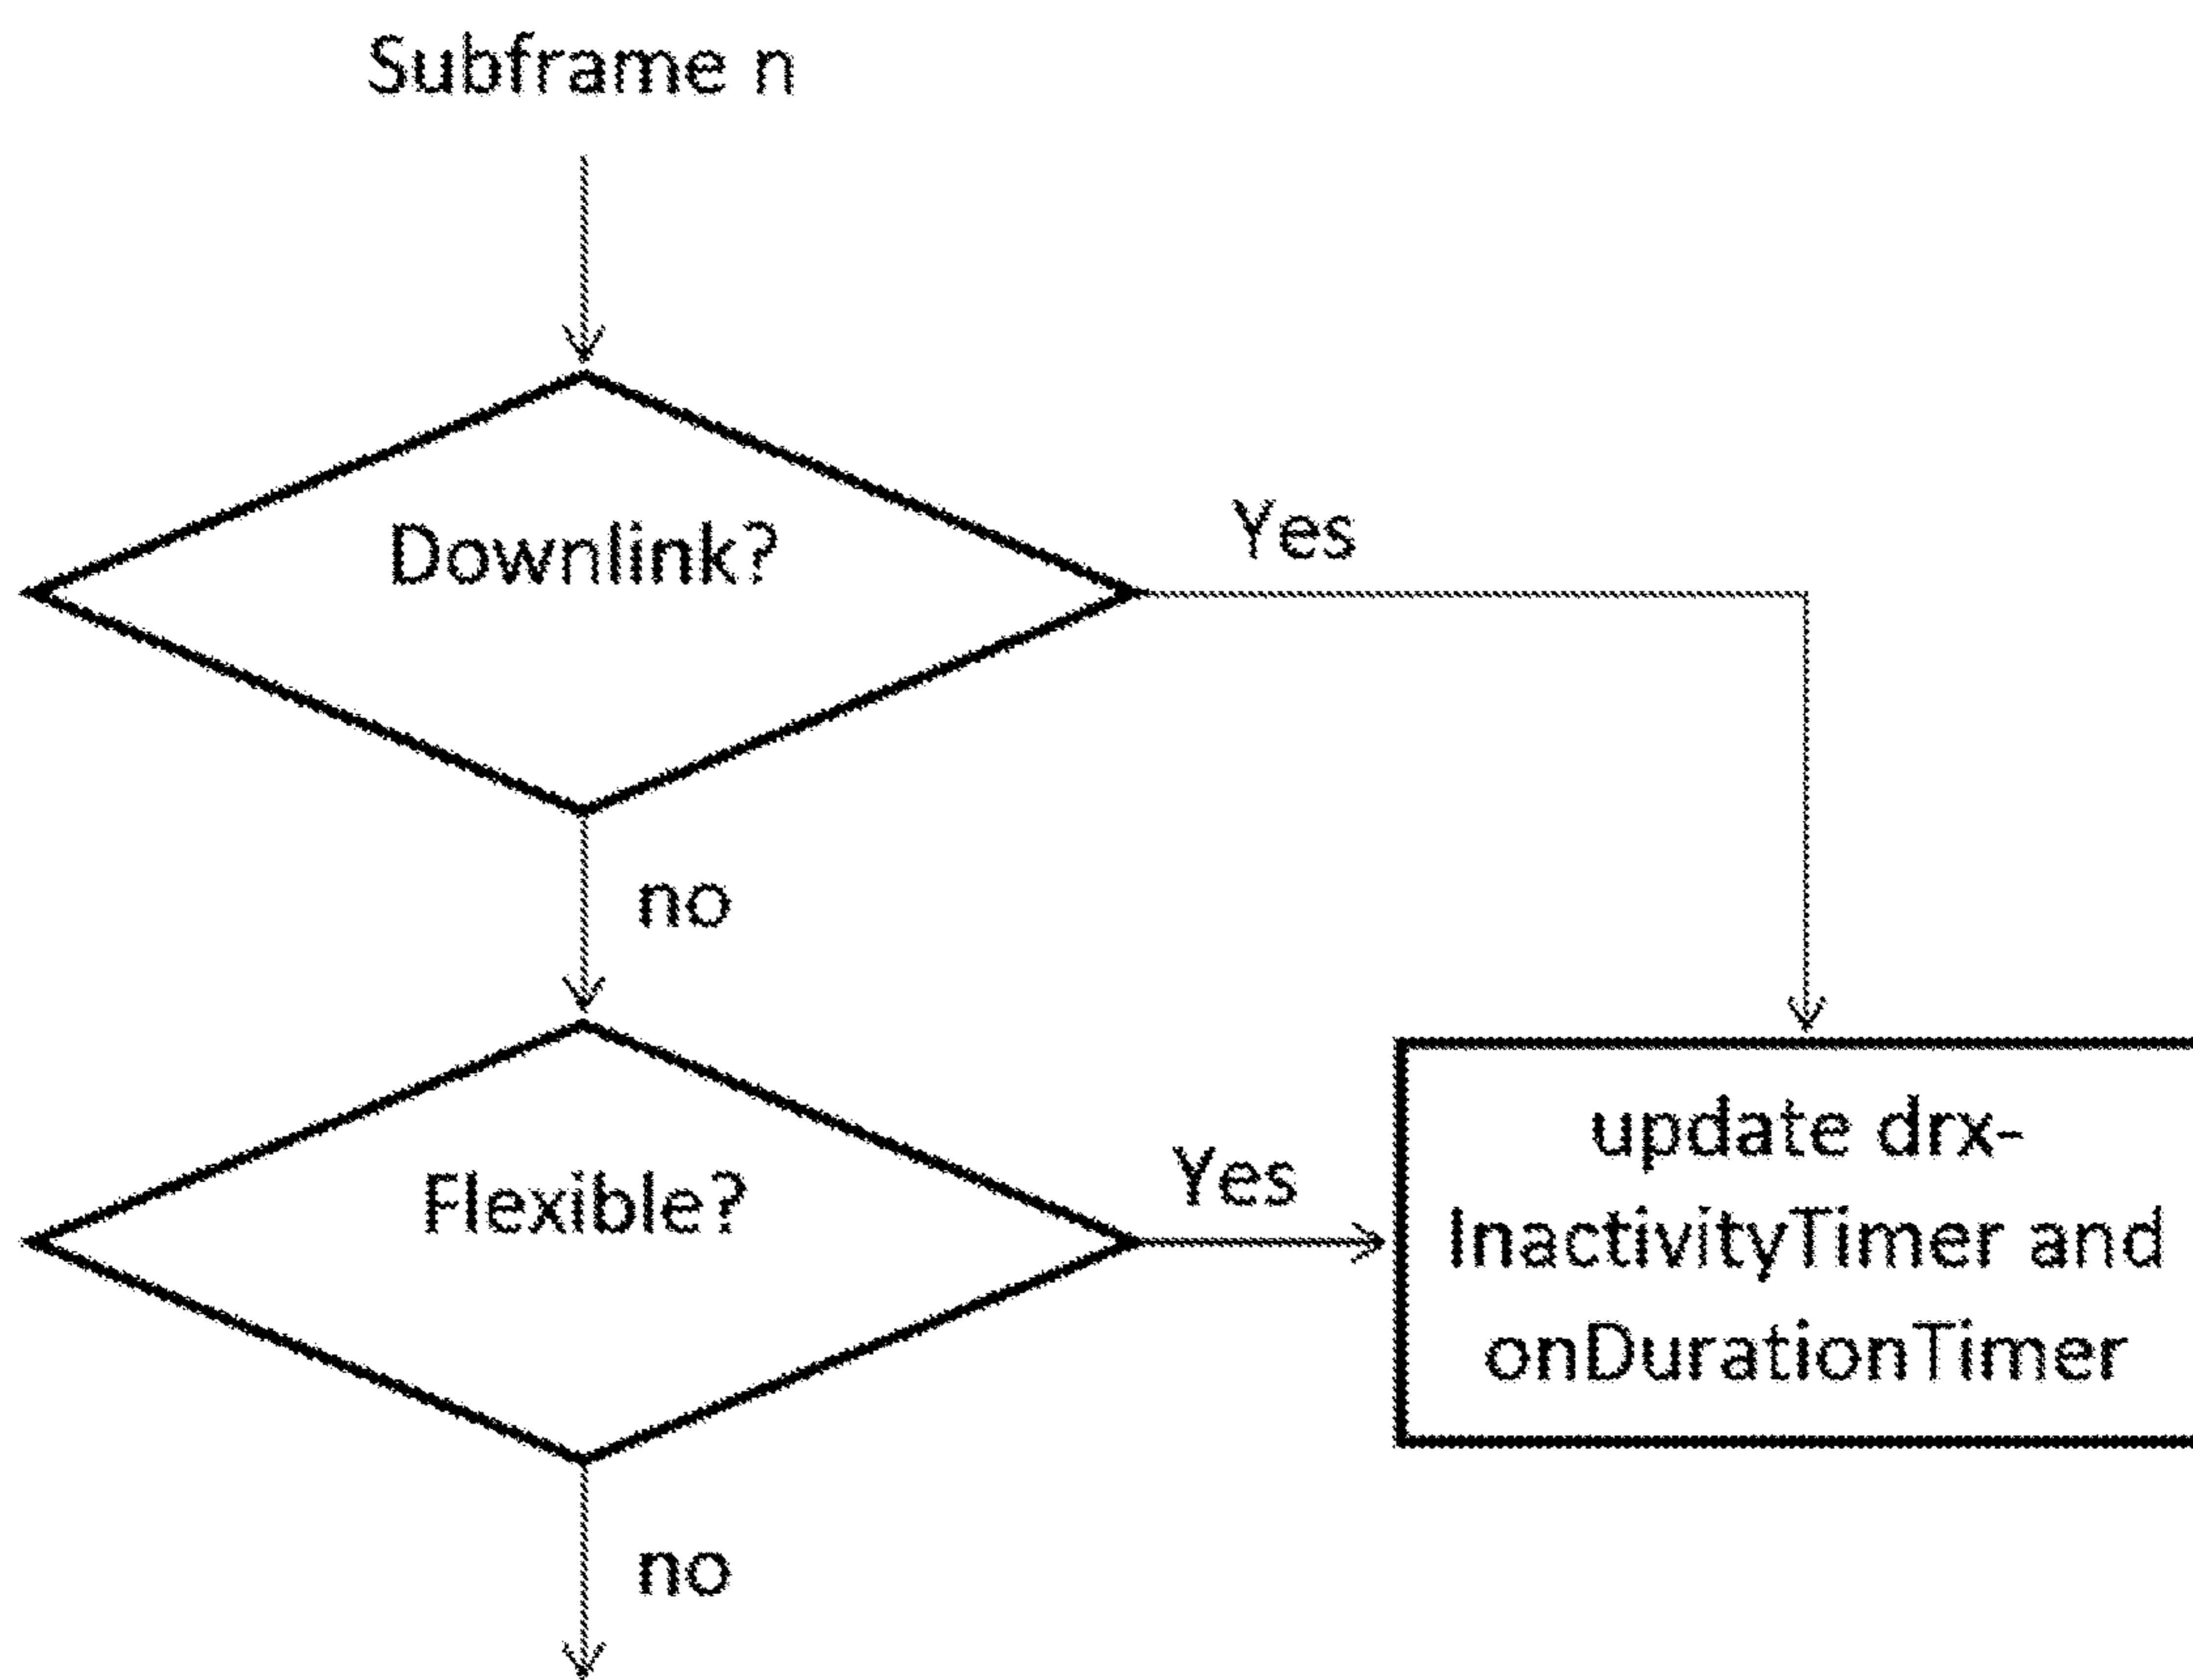 Subframe n
Downlink?
Yes
no
Flexible?
Yes
update drx-
InactivityTimer and
onDurationTimer
no